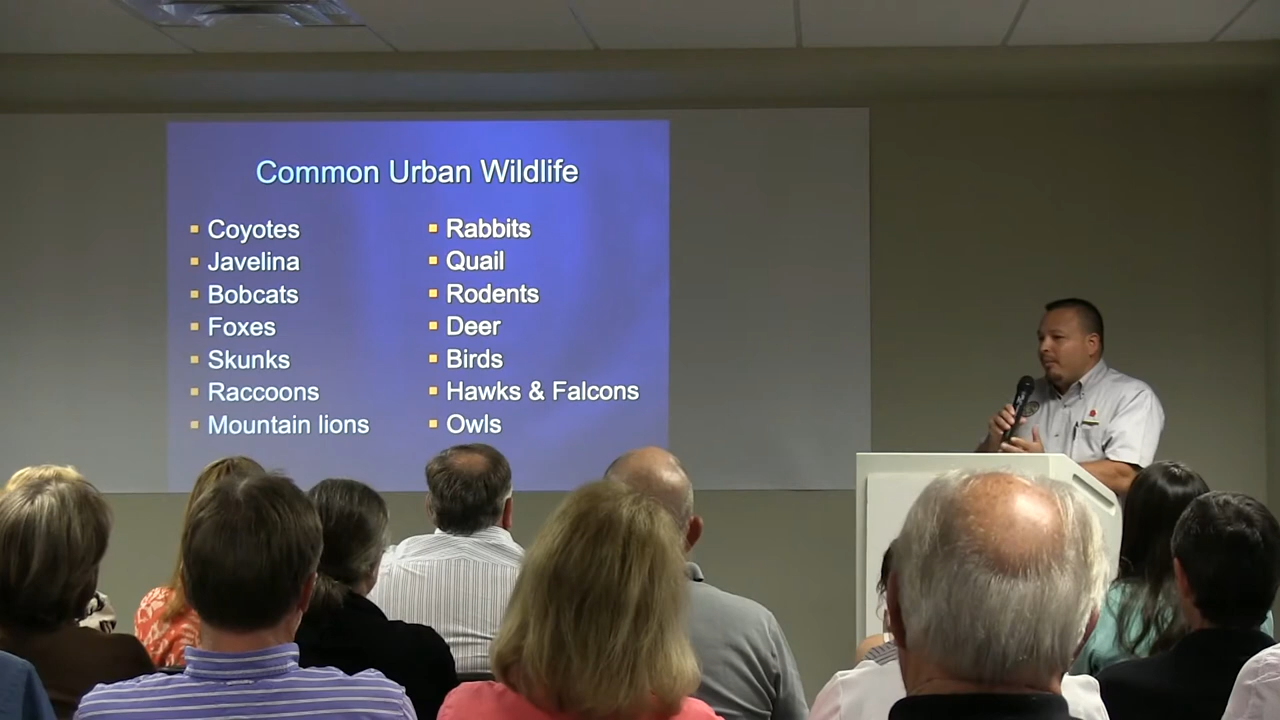 Common Urban Wildlife
Coyotes
Javelina
Bobcats
Foxes
Skunks
Raccoons
Mountain lions
Rabbits
Quail
Rodents
Deer
Birds
Hawks & Falcons
Owls